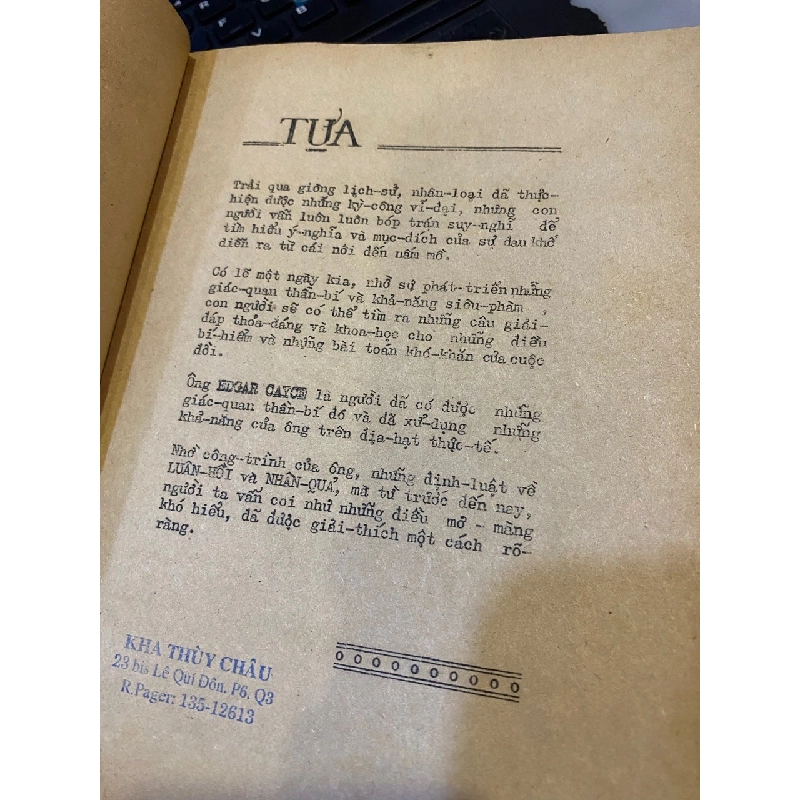 TỰA
Trải qua giòng lịch-sử, nhân-loại đã thực-
hiện được những kỳ-công vĩ-đại, nhưng con
người vẫn luôn luôn bóp trán suy-nghĩ để
tìm hiểu ý-nghĩa và mục-đích của sự đau khổ
diễn ra từ cái nôi đến nấm mồ.
Có lẽ một ngày kia, nhờ sự phát-triển những
giác-quan thần-bí và khả-năng siêu-phàm ,
con người sẽ có thể tìm ra những câu giải-
đáp thỏa-đáng và khoa-học cho những điều
bí-hiểm và những bài toán khó-khăn của cuộc
đời.
Ông EDGAR CAYCE là người đã có được những
giác-quan thần-bí đó và đã xử-dụng những
khả-năng của ông trên địa-hạt thực-tế.
Nhờ công-trình của ông, những định-luật về
LUÂN-HỒI và NHÂN-QUẢ, mà từ trước đến nay,
người ta vẫn coi như những điều mơ - màng
khó hiểu, đã được giải-thích một cách rõ-
ràng.
KHA THÙY CHÂU
23 bis Lê Quí Đôn. P6. Q3
R.Pager: 135-12613